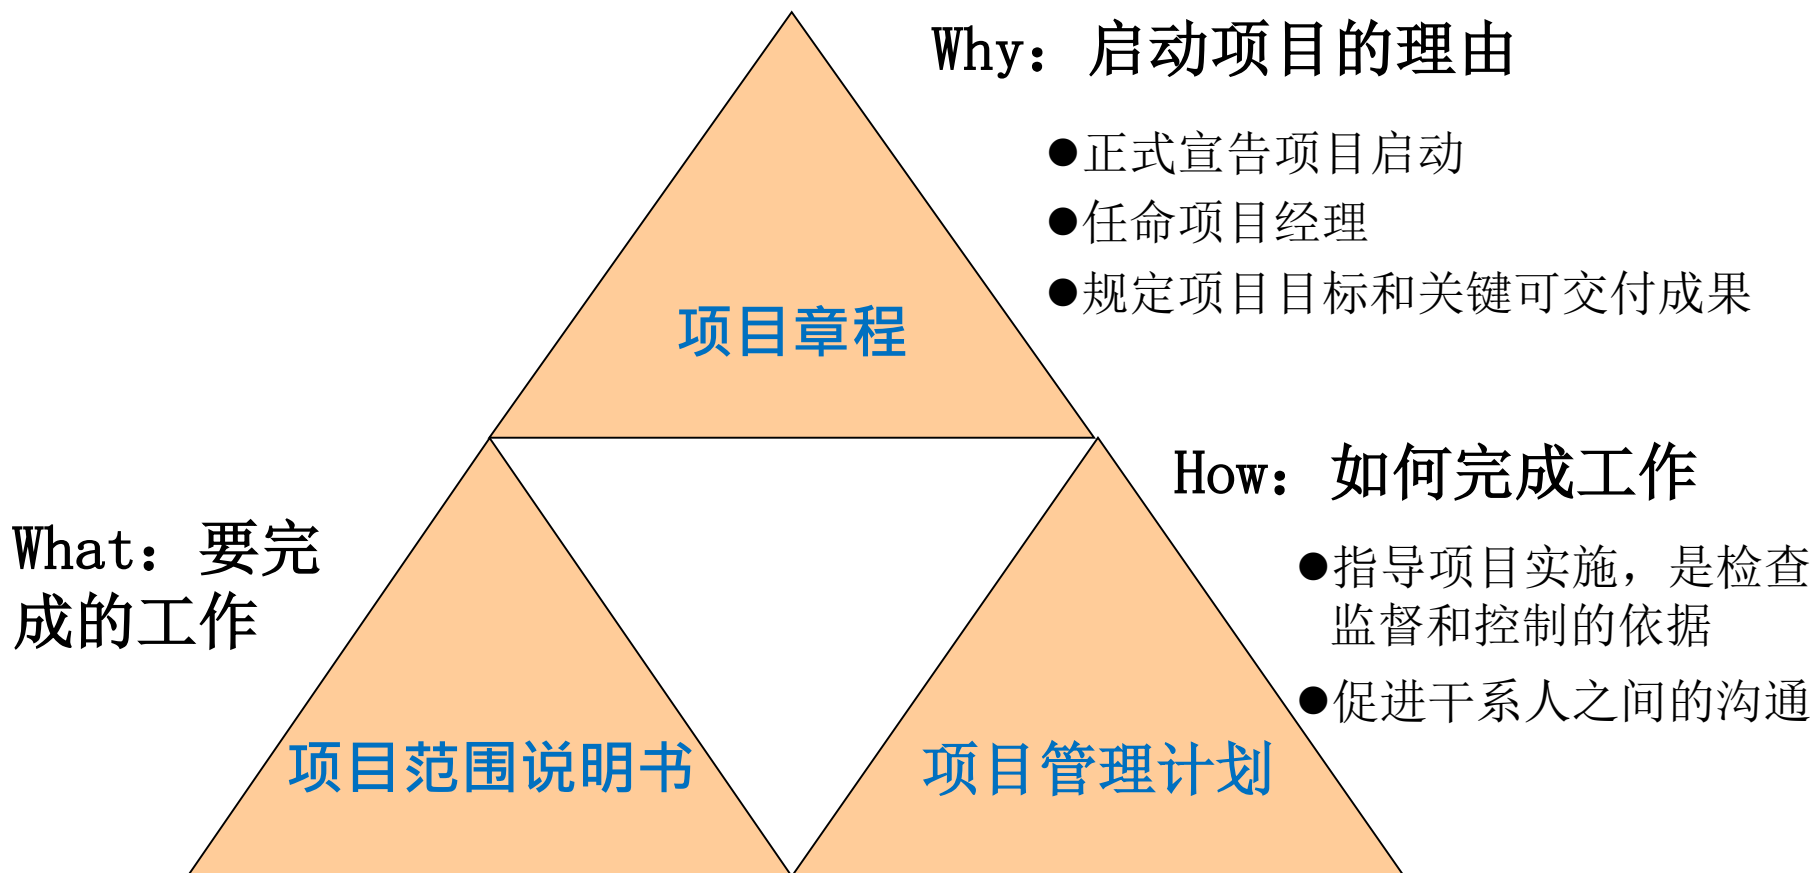 Why：启动项目的理由
●正式宣告项目启动
●任命项目经理
●规定项目目标和关键可交付成果
项目章程
How：如何完成工作
●指导项目实施，是检查
监督和控制的依据
●促进干系人之间的沟通
What：要完
成的工作
项目范围说明书
项目管理计划